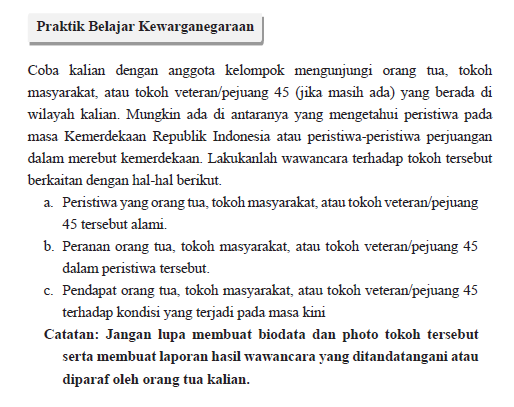 Praktik Belajar Kewarganegaraan
Coba kalian dengan anggota kelompok mengunjungi orang tua, tokoh
masyarakat, atau tokoh veteran/pejuang 45 (jika masih ada) yang berada di
wilayah kalian. Mungkin ada di antaranya yang mengetahui peristiwa pada
masa Kemerdekaan Republik Indonesia atau peristiwa-peristiwa perjuangan
dalam merebut kemerdekaan. Lakukanlah wawancara terhadap tokoh tersebut
berkaitan dengan hal-hal berikut.
a. Peristiwa yang orang tua, tokoh masyarakat, atau tokoh veteran/pejuang
45 tersebut alami.
b. Peranan orang tua, tokoh masyarakat, atau tokoh veteran/pejuang 45
dalam peristiwa tersebut.
c. Pendapat orang tua, tokoh masyarakat, atau tokoh veteran/pejuang 45
terhadap kondisi yang terjadi pada masa kini
Catatan: Jangan lupa membuat biodata dan photo tokoh tersebut
serta membuat laporan hasil wawancara yang ditandatangani atau
diparaf oleh orang tua kalian.